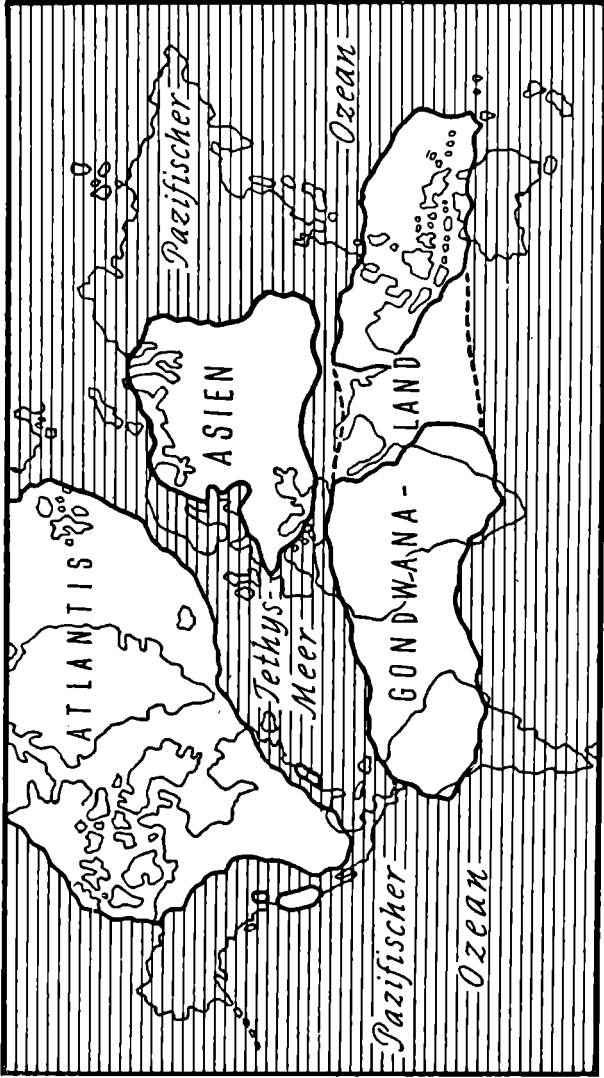 Pazifischer
Ozean
ATLANTIS
ASIEN
Tethys-
Meer
GONDWANA-
LAND
Pazifischer
Ozean